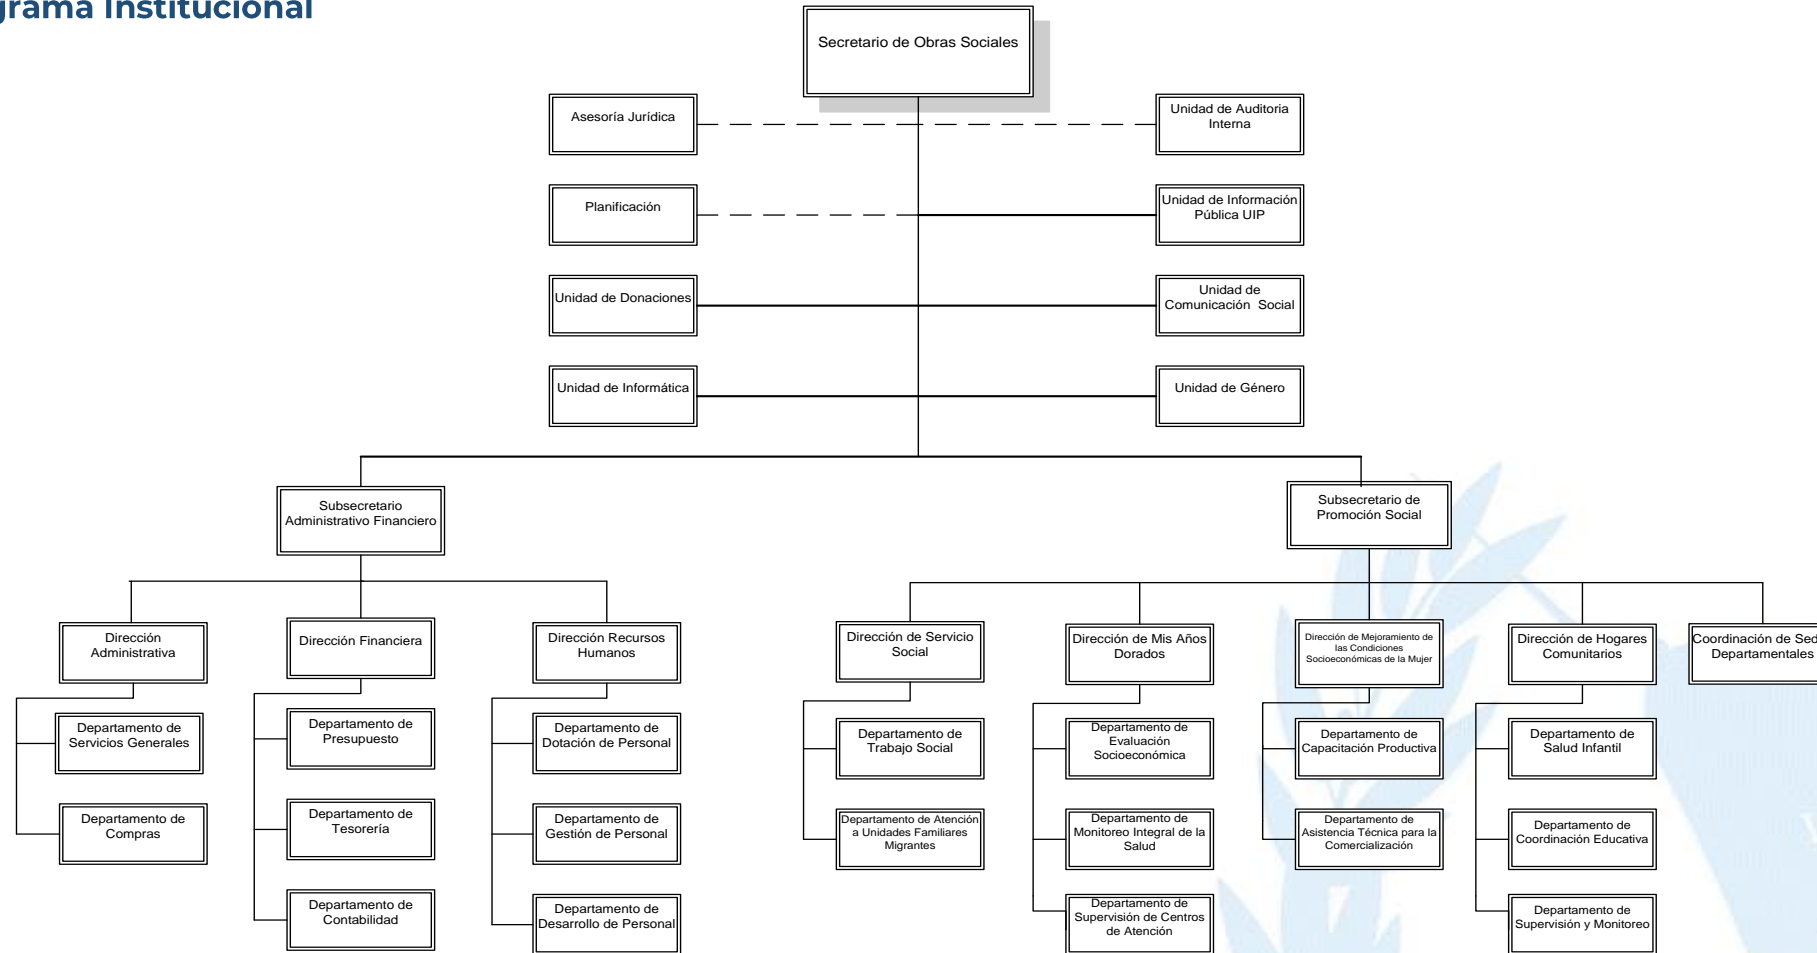 grama Institucional
Secretario de Obras Sociales
Asesoría Jurídica
Unidad de Auditoria
Interna
Planificación
Unidad de Información
Pública UIP
Unidad de Donaciones
Unidad de
Comunicación Social
Unidad de Informática
Unidad de Género
Subsecretario
Administrativo Financiero
Subsecretario de
Promoción Social
Dirección
Administrativa
Dirección Financiera
Dirección Recursos
Humanos
Dirección de Servicio
Social
Dirección de Mis Años
Dorados
Dirección de Mejoramiento de
las Condiciones
Socioeconómicas de la Mujer
Dirección de Hogares
Comunitarios
Coordinación de Sed
Departamentales
Departamento de
Servicios Generales
Departamento de
Presupuesto
Departamento de
Dotación de Personal
Departamento de
Trabajo Social
Departamento de
Evaluación
Socioeconómica
Departamento de
Capacitación Productiva
Departamento de
Salud Infantil
Departamento de
Compras
Departamento de
Tesorería
Departamento de
Gestión de Personal
Departamento de Atención
a Unidades Familiares
Migrantes
Departamento de
Monitoreo Integral de la
Salud
Departamento de
Asistencia Técnica para la
Comercialización
Departamento de
Coordinación Educativa
Departamento de
Contabilidad
Departamento de
Desarrollo de Personal
Departamento de
Supervisión de Centros
de Atención
Departamento de
Supervisión y Monitoreo